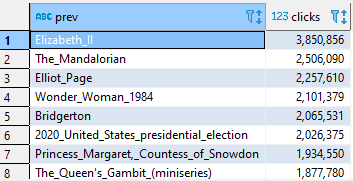 ABC prev 123 clicks
1 Elizabeth_II 3,850,856
2 The_Mandalorian 2,506,090
3 Elliot_Page 2,257,610
4 Wonder_Woman_1984 2,101,379
5 Bridgerton 2,065,531
6 2020_United_States_presidential_election 2,026,375
7 Princess_Margaret,_Countess_of_Snowdon 1,934,550
8 The_Queen's_Gambit_(miniseries) 1,877,780